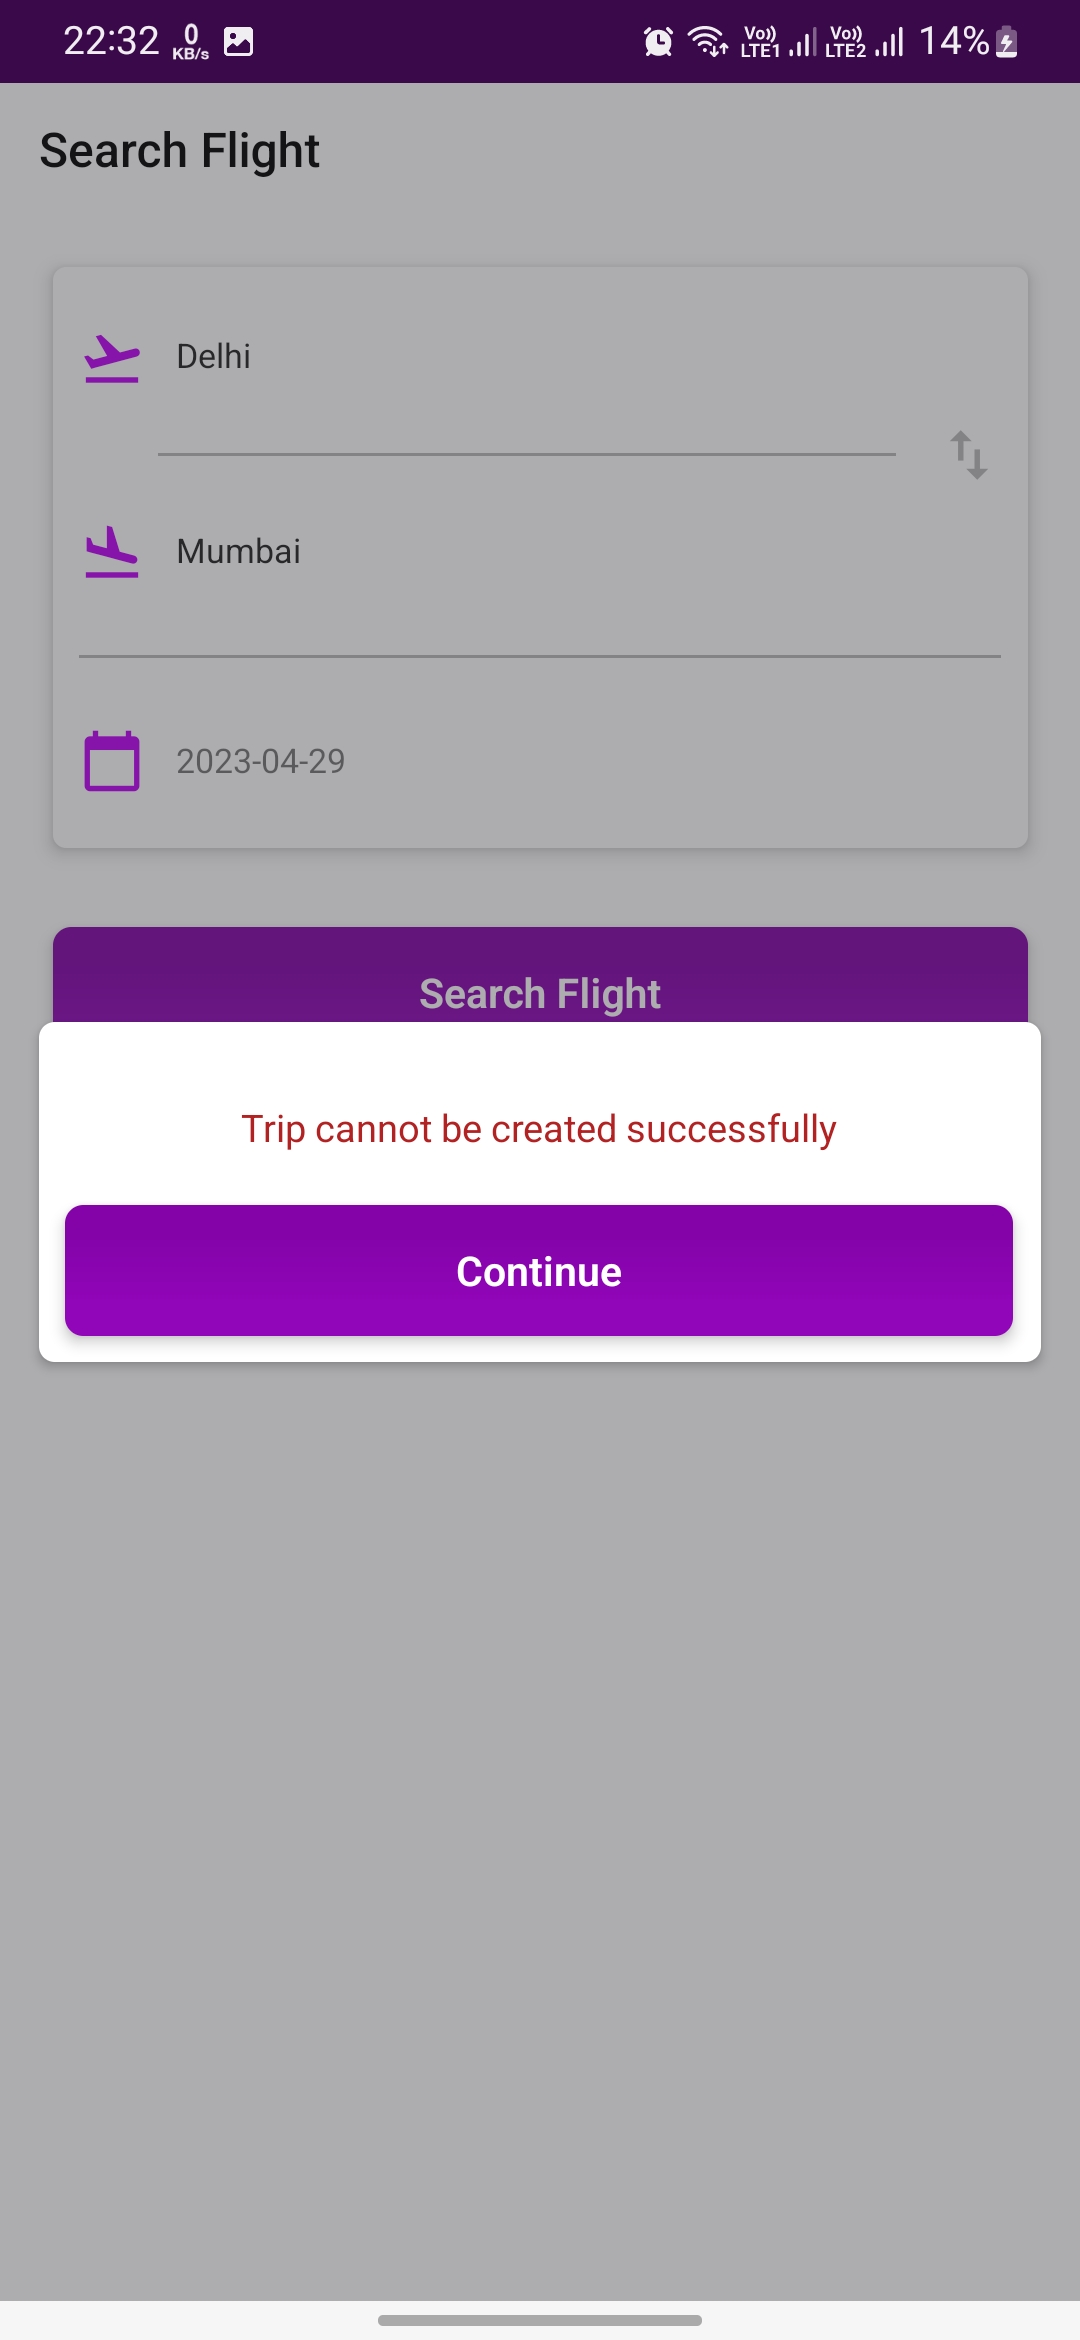 22:32 0 KB/s Vo)) LTE1 Vo)) LTE2 14%
Search Flight
Delhi
Mumbai
2023-04-29
Search Flight
Trip cannot be created successfully
Continue